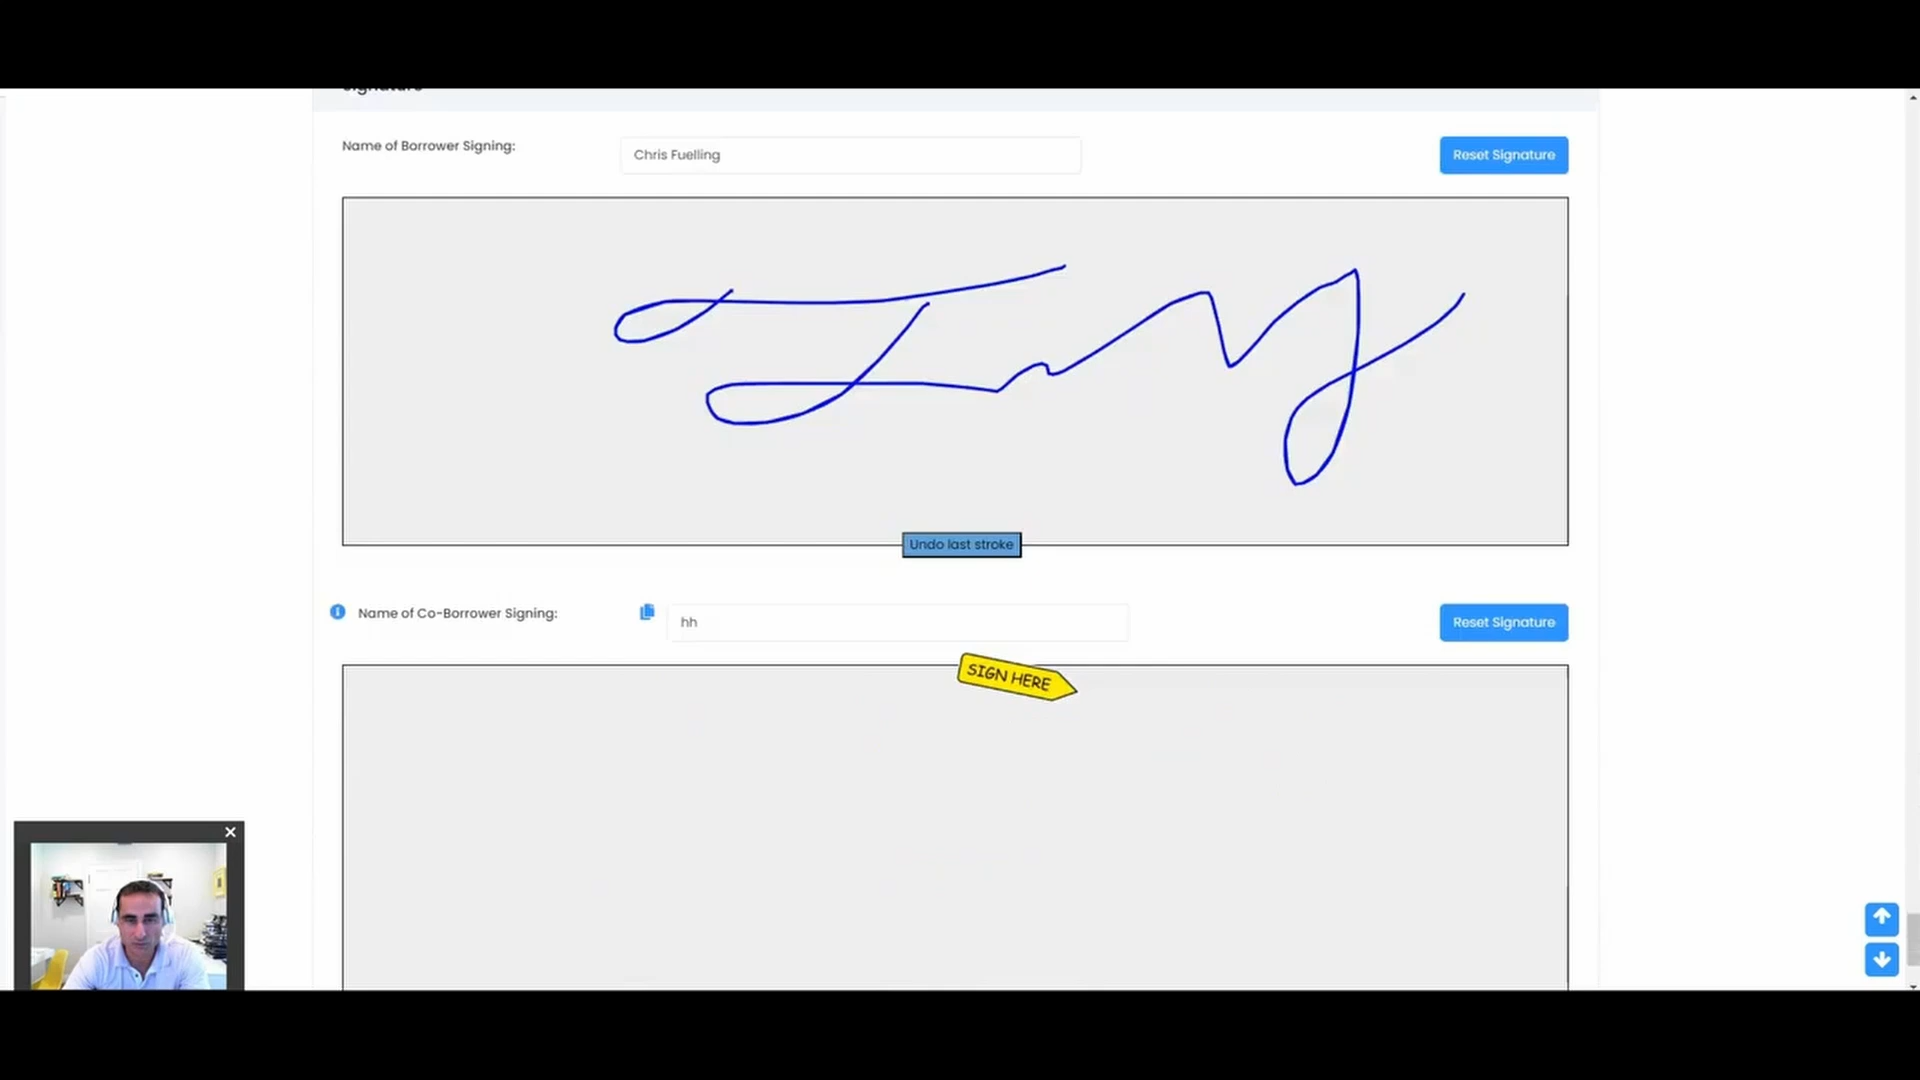 Signature
Name of Borrower Signing:
Chris Fuelling
Reset Signature
Undo last stroke
Name of Co-Borrower Signing:
hh
Reset Signature
SIGN HERE